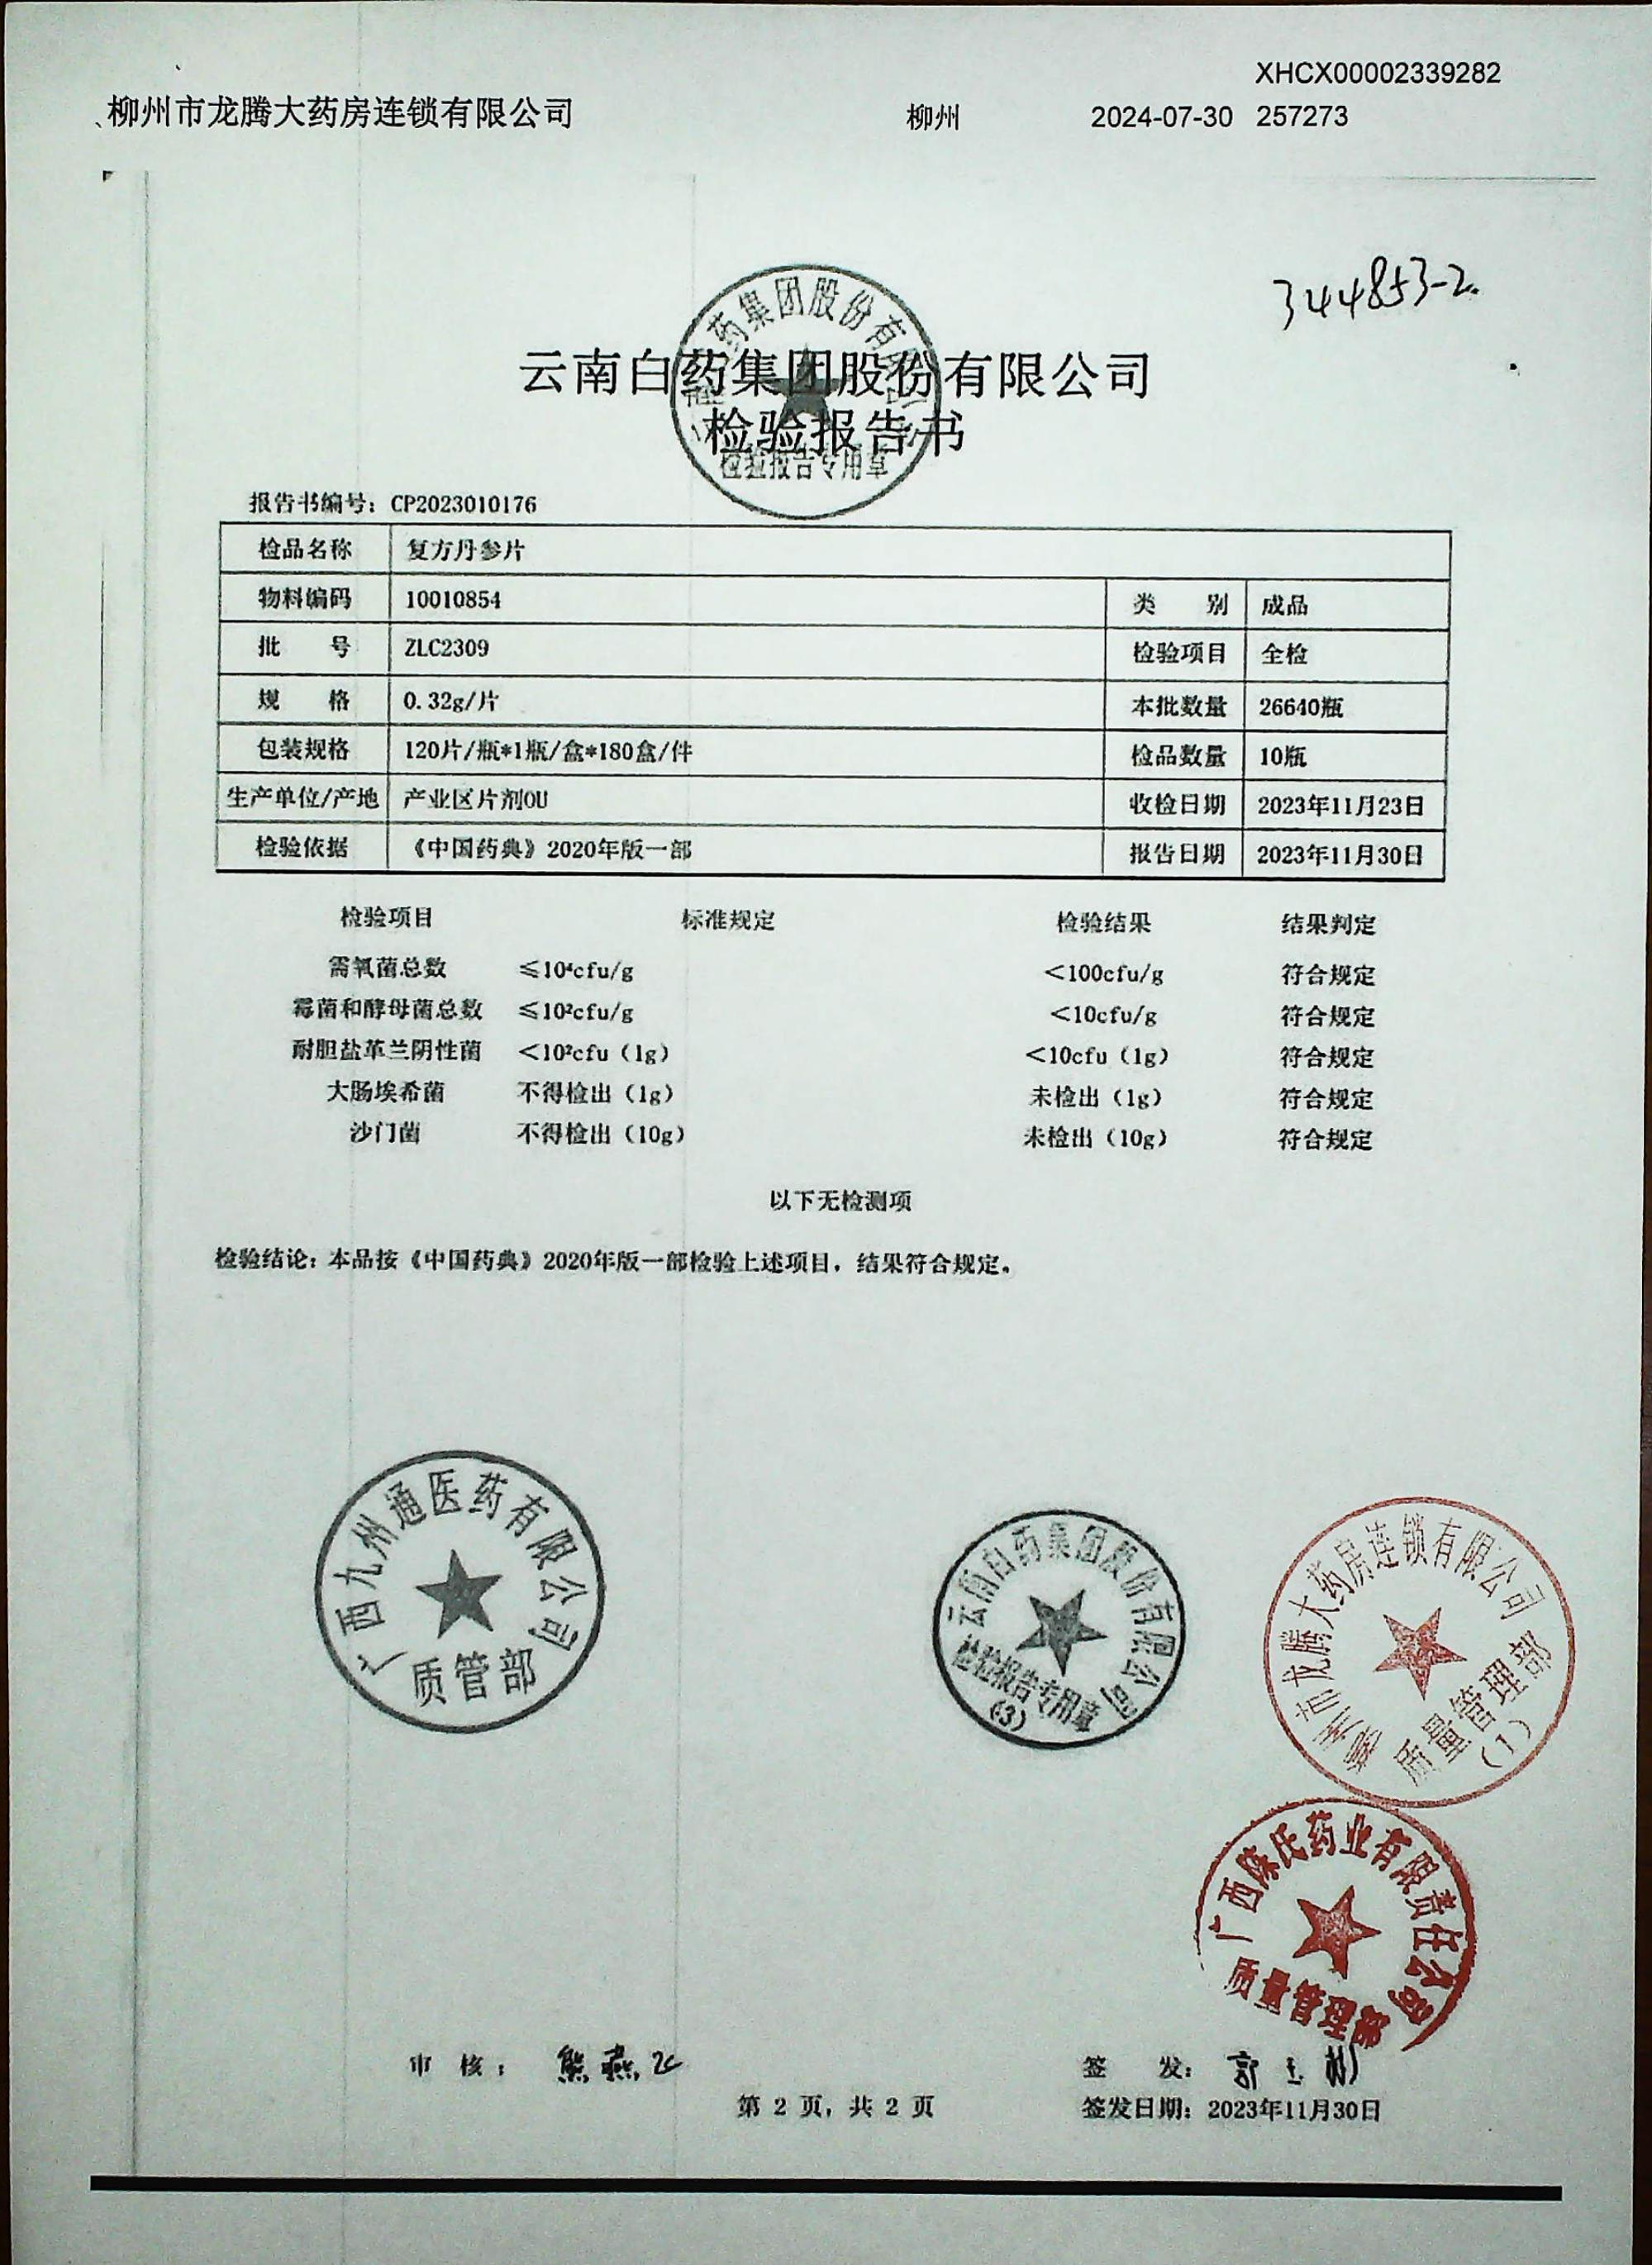 XHCX00002339282
柳州市龙腾大药房连锁有限公司 柳州 2024-07-30 257273
344853-2.
云南白药集团股份有限公司
检验报告书
检验报告专用章
报告书编号：CP2023010176
检品名称 复方丹参片
物料编码 10010854 类 别 成品
批 号 ZLC2309 检验项目 全检
规 格 0.32g/片 本批数量 26640瓶
包装规格 120片/瓶*1瓶/盒*180盒/件 检品数量 10瓶
生产单位/产地 产业区片剂OU 收检日期 2023年11月23日
检验依据 《中国药典》2020年版一部 报告日期 2023年11月30日
检验项目 标准规定 检验结果 结果判定
需氧菌总数 ≤10⁴cfu/g <100cfu/g 符合规定
霉菌和酵母菌总数 ≤10²cfu/g <10cfu/g 符合规定
耐胆盐革兰阴性菌 <10²cfu（1g） <10cfu（1g） 符合规定
大肠埃希菌 不得检出（1g） 未检出（1g） 符合规定
沙门菌 不得检出（10g） 未检出（10g） 符合规定
以下无检测项
检验结论：本品按《中国药典》2020年版一部检验上述项目，结果符合规定。
广西九州通医药有限公司
质管部
云南白药集团股份有限公司
检验报告专用章
(3)
柳州市龙腾大药房连锁有限公司
质量管理部
(1)
广西陈氏药业有限责任公司
质量管理部
审 核： 熊燕飞
签 发：
第 2 页，共 2 页
签发日期：2023年11月30日